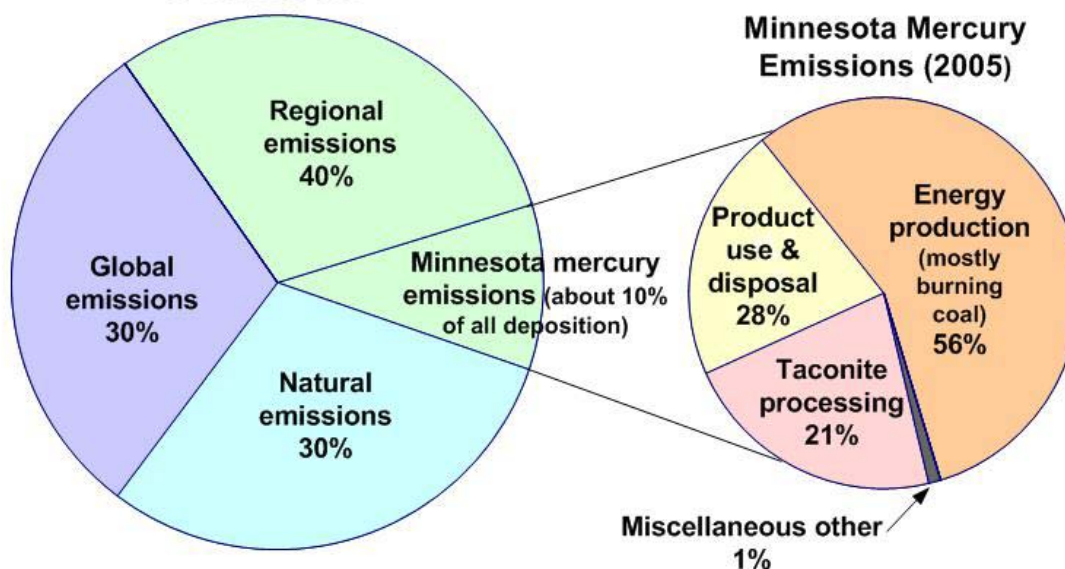 Regional
emissions
40%
Global
emissions
30%
Minnesota mercury
emissions (about 10%
of all deposition)
Natural
emissions
30%
Minnesota Mercury
Emissions (2005)
Energy
production
(mostly
burning
coal)
56%
Product
use &
disposal
28%
Taconite
processing
21%
Miscellaneous other
1%